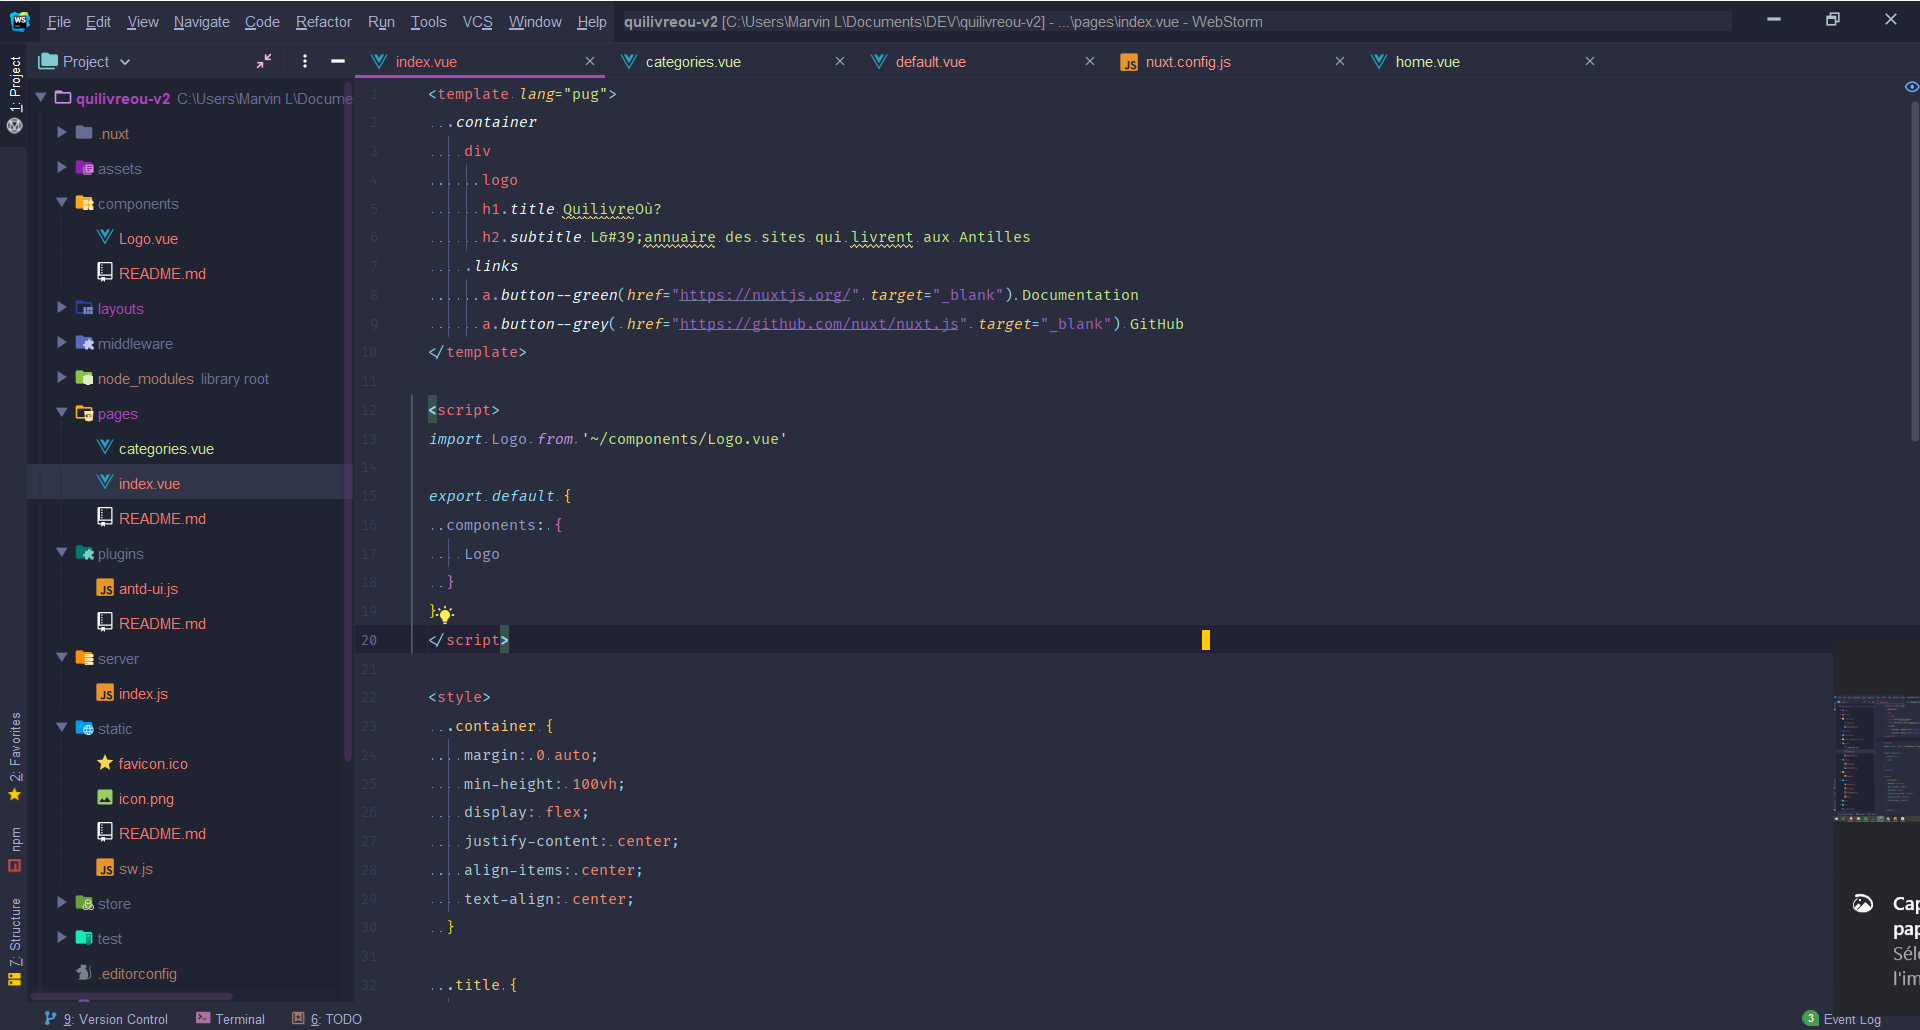 WS File Edit View Navigate Code Refactor Run Tools VCS Window Help quilivreou-v2 [C:\Users\Marvin L\Documents\DEV\quilivreou-v2] - ...\pages\index.vue - WebStorm
Project
index.vue
categories.vue
default.vue
JS nuxt.config.js
home.vue
1: Project
2: Favorites
npm
7: Structure
quilivreou-v2 C:\Users\Marvin L\Docume
.nuxt
assets
components
Logo.vue
README.md
layouts
middleware
node_modules library root
pages
categories.vue
index.vue
README.md
plugins
JS antd-ui.js
README.md
server
JS index.js
static
favicon.ico
icon.png
README.md
JS sw.js
store
test
.editorconfig
1 <template lang="pug">
2 .container
3 div
4 logo
5 h1.title QuilivreOù?
6 h2.subtitle L&#39;annuaire des sites qui livrent aux Antilles
7 .links
8 a.button--green(href="https://nuxtjs.org/" target="_blank") Documentation
9 a.button--grey( href="https://github.com/nuxt/nuxt.js" target="_blank") GitHub
10 </template>
11
12 <script>
13 import Logo from '~/components/Logo.vue'
14
15 export default {
16 components: {
17 Logo
18 }
19 }
20 </script>
21
22 <style>
23 .container {
24 margin: 0 auto;
25 min-height: 100vh;
26 display: flex;
27 justify-content: center;
28 align-items: center;
29 text-align: center;
30 }
31
32 .title {
Cap
pap
Séle
l'im
9: Version Control
Terminal
6: TODO
3 Event Log